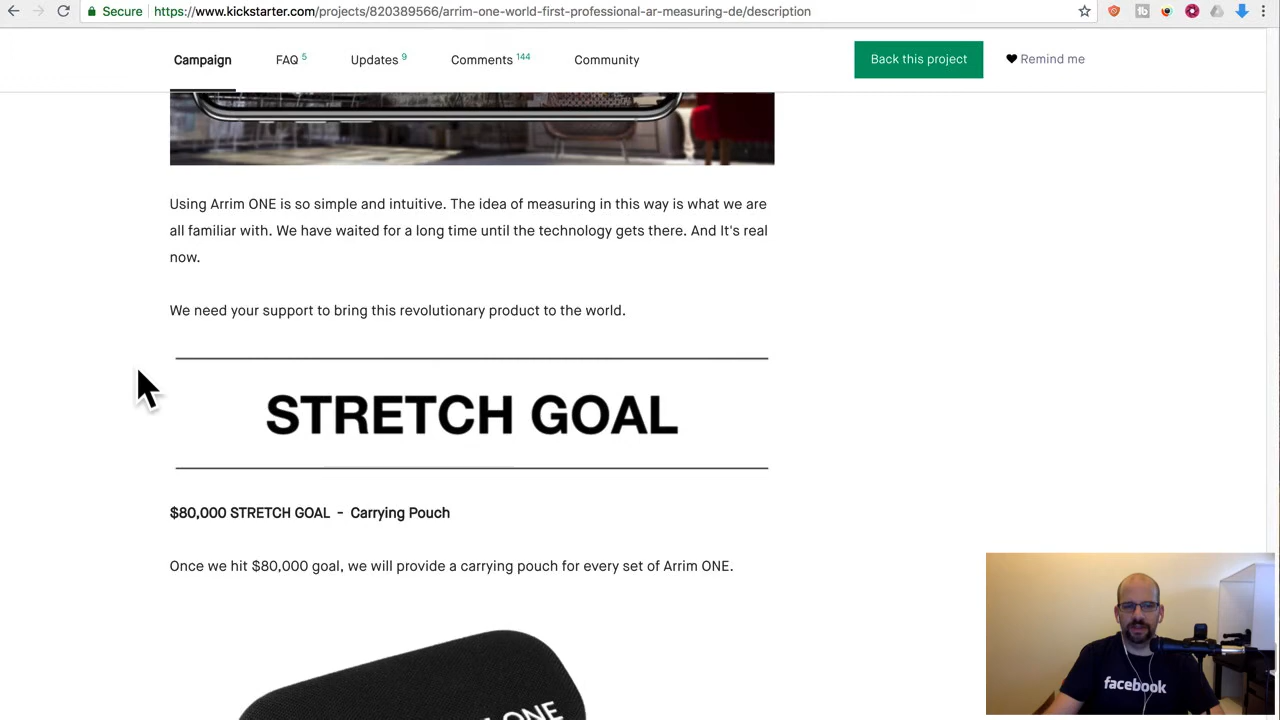 Secure
https://www.kickstarter.com/projects/820389566/arrim-one-world-first-professional-ar-measuring-de/description
Campaign
FAQ 5
Updates 9
Comments 144
Community
Back this project
Remind me
Using Arrim ONE is so simple and intuitive. The idea of measuring in this way is what we are
all familiar with. We have waited for a long time until the technology gets there. And It's real
now.
We need your support to bring this revolutionary product to the world.
STRETCH GOAL
$80,000 STRETCH GOAL - Carrying Pouch
Once we hit $80,000 goal, we will provide a carrying pouch for every set of Arrim ONE.
ONE
facebook